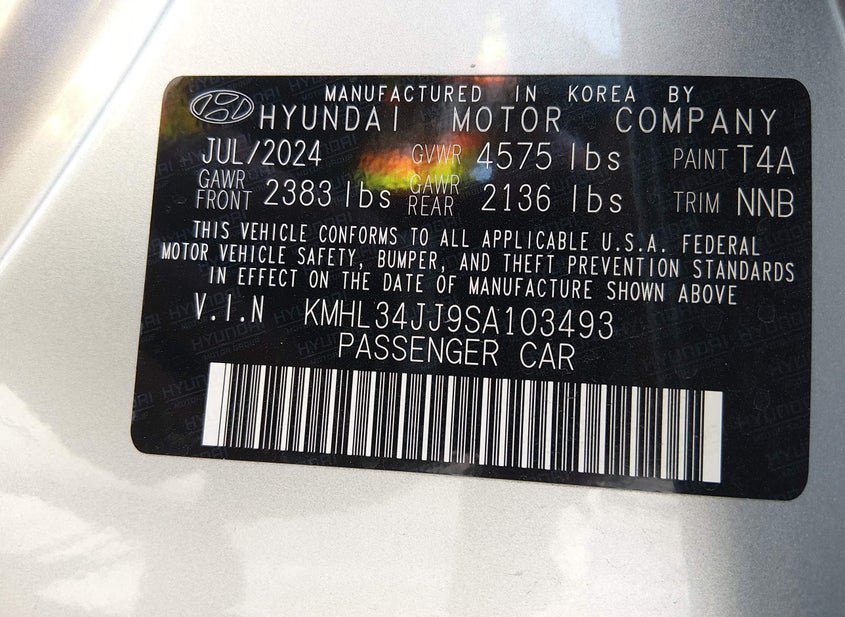 MANUFACTURED IN KOREA BY
HYUNDAI MOTOR COMPANY
JUL/2024 GVWR 4575 lbs PAINT T4A
GAWR FRONT 2383 lbs GAWR REAR 2136 lbs TRIM NNB
THIS VEHICLE CONFORMS TO ALL APPLICABLE U.S.A. FEDERAL
MOTOR VEHICLE SAFETY, BUMPER, AND THEFT PREVENTION STANDARDS
IN EFFECT ON THE DATE OF MANUFACTURE SHOWN ABOVE
V.I.N KMHL34JJ9SA103493
PASSENGER CAR